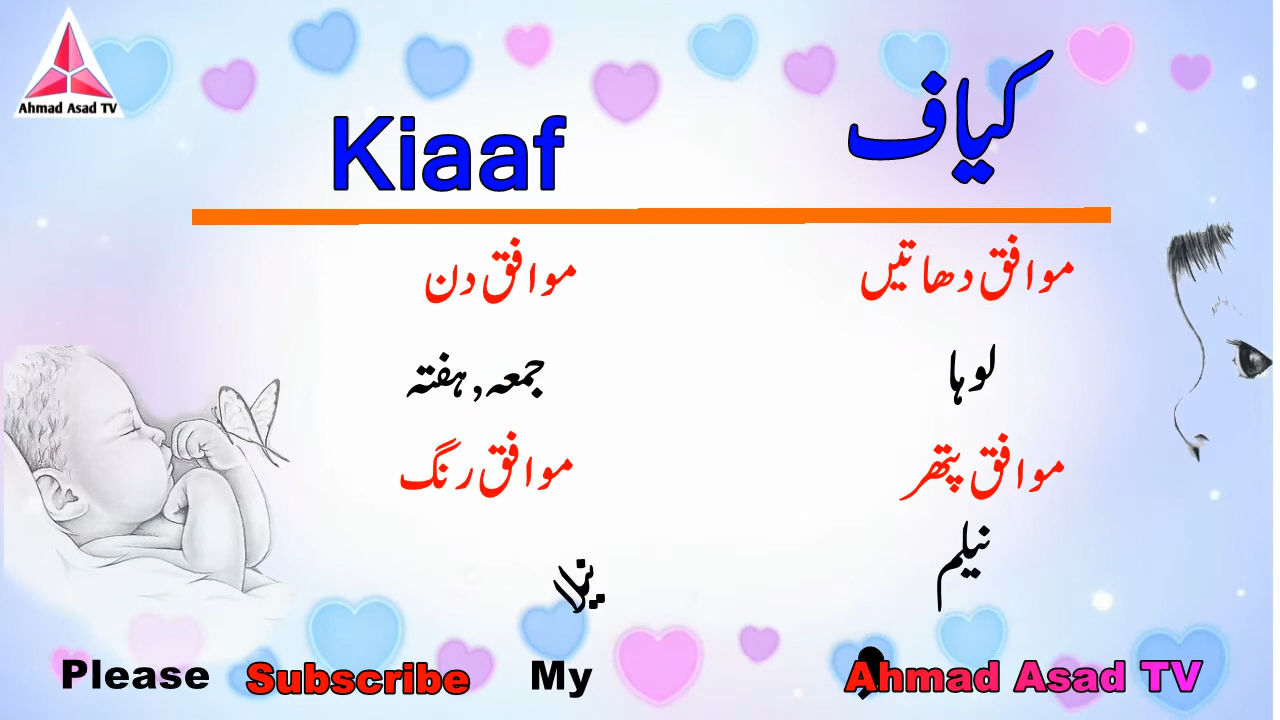 Ahmad Asad TV
Kiaaf کیاف
موافق دھاتیں موافق دن
لوہا جمعہ, ہفتہ
موافق پتھر موافق رنگ
نیلم
Please Subscribe My Ahmad Asad TV